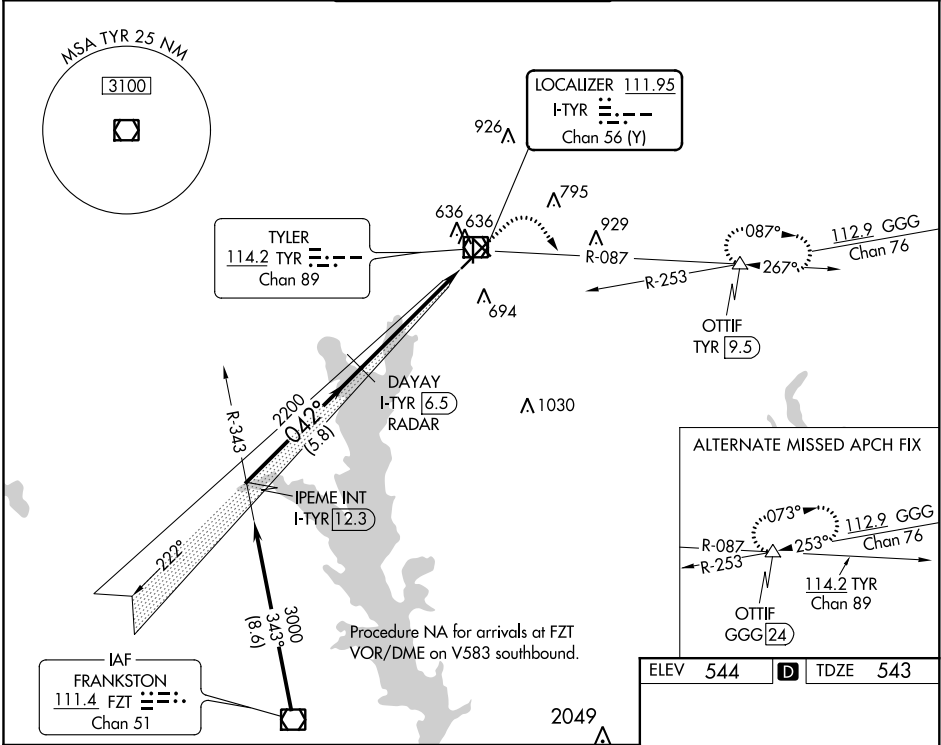 MSA TYR 25 NM
3100
LOCALIZER 111.95
I-TYR
Chan 56 (Y)
926
795
636
636
929
TYLER
114.2 TYR
Chan 89
R-087
R-253
087°
267°
112.9 GGG
Chan 76
OTTIF
TYR 9.5
694
DAYAY
I-TYR 6.5
RADAR
1030
2200
042°
(5.8)
R-343
IPEME INT
I-TYR 12.3
222°
3000
343°
(8.6)
Procedure NA for arrivals at FZT
VOR/DME on V583 southbound.
IAF
FRANKSTON
111.4 FZT
Chan 51
2049
ALTERNATE MISSED APCH FIX
073°
253°
112.9 GGG
Chan 76
R-087
R-253
114.2 TYR
Chan 89
OTTIF
GGG 24
ELEV 544 D TDZE 543